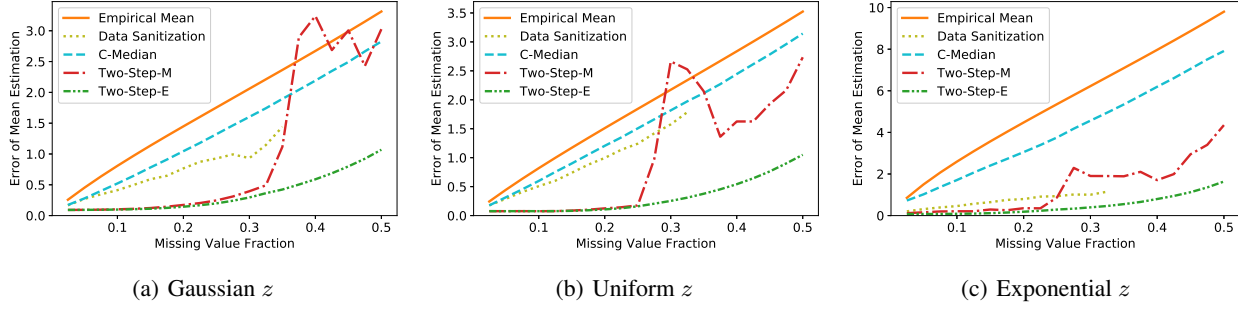 Error of Mean Estimation
3.0
2.5
2.0
1.5
1.0
0.5
0.0
Empirical Mean
Data Sanitization
C-Median
Two-Step-M
Two-Step-E
0.1
0.2
0.3
0.4
0.5
Missing Value Fraction
(a) Gaussian z
Error of Mean Estimation
3.5
3.0
2.5
2.0
1.5
1.0
0.5
0.0
Empirical Mean
Data Sanitization
C-Median
Two-Step-M
Two-Step-E
0.1
0.2
0.3
0.4
0.5
Missing Value Fraction
(b) Uniform z
Error of Mean Estimation
10
8
6
4
2
0
Empirical Mean
Data Sanitization
C-Median
Two-Step-M
Two-Step-E
0.1
0.2
0.3
0.4
0.5
Missing Value Fraction
(c) Exponential z